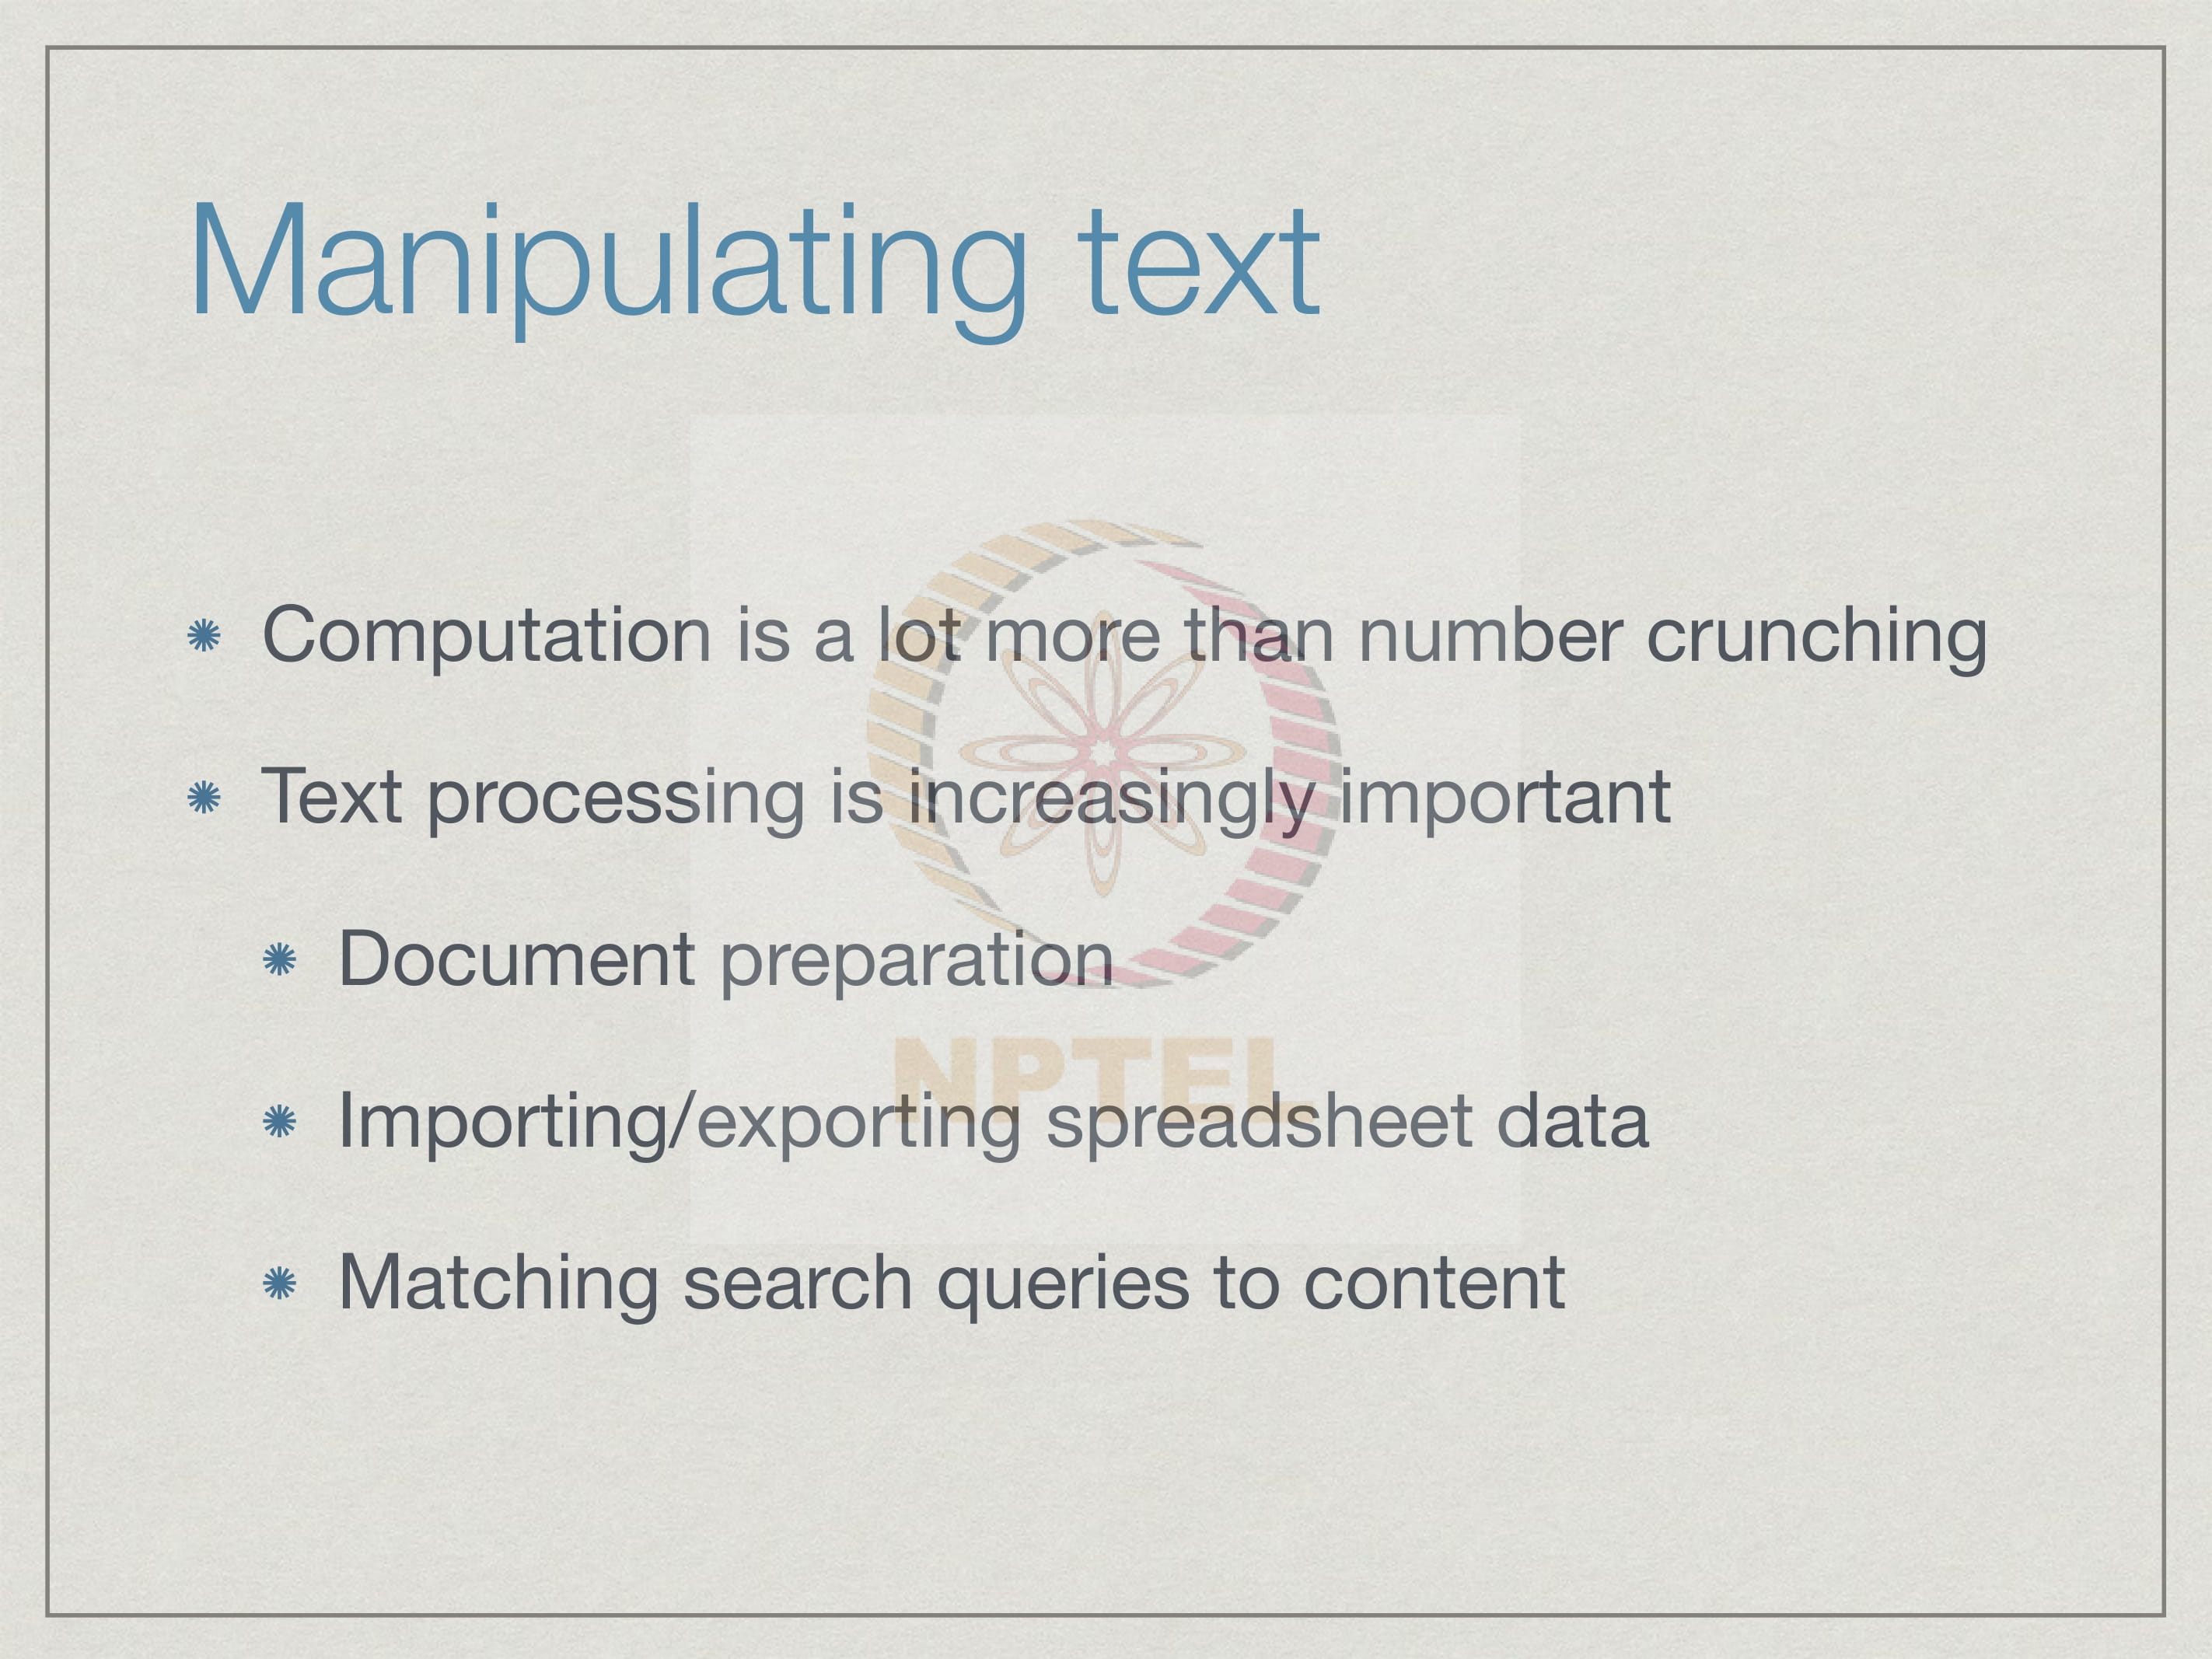 Manipulating text
Computation is a lot more than number crunching
Text processing is increasingly important
Document preparation
NPTEL
Importing/exporting spreadsheet data
Matching search queries to content